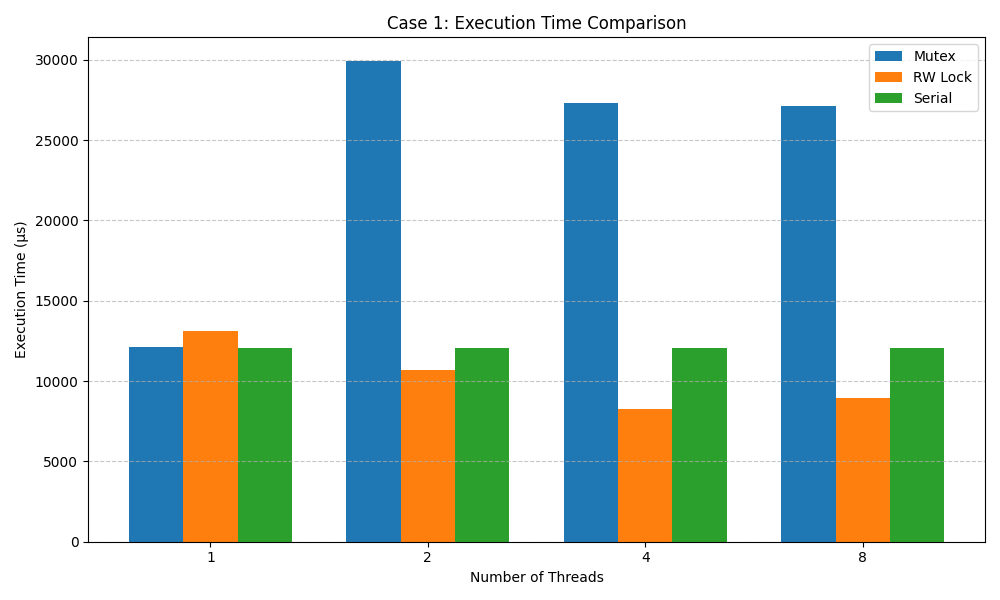 Case 1: Execution Time Comparison
Mutex
RW Lock
Serial
Execution Time (µs)
30000
25000
20000
15000
10000
5000
0
1 2 4 8
Number of Threads